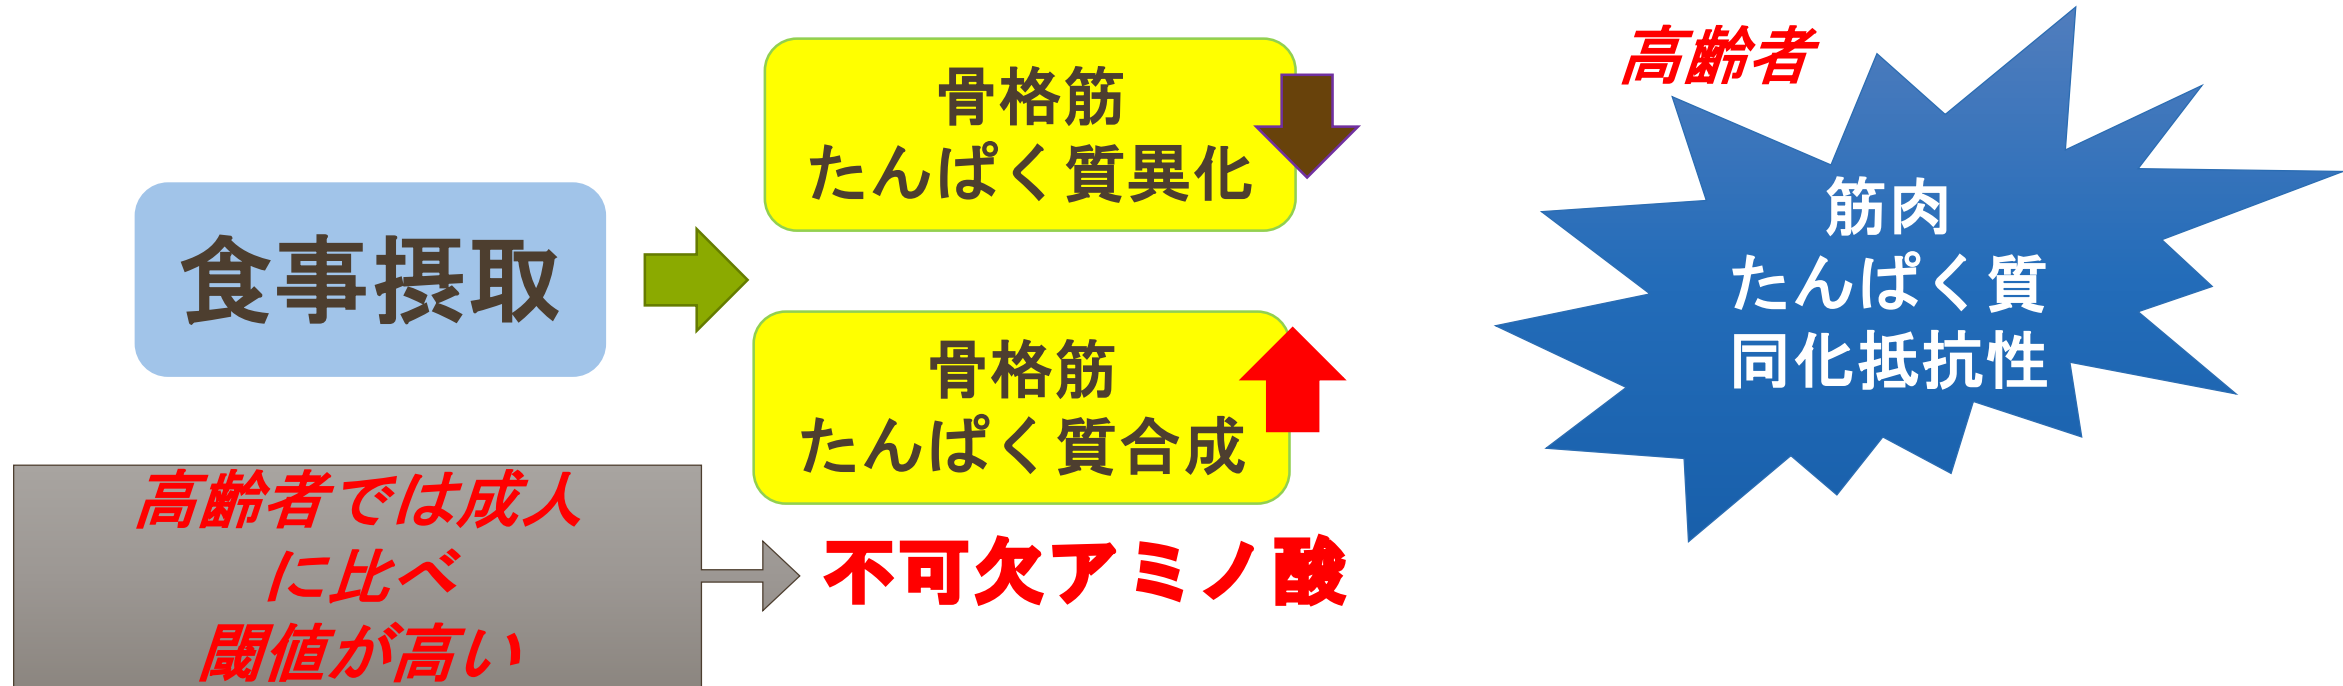 食事摂取
骨格筋
たんぱく質異化
骨格筋
たんぱく質合成
高齢者では成人
に比べ
閾値が高い
不可欠アミノ酸
高齢者
筋肉
たんぱく質
同化抵抗性